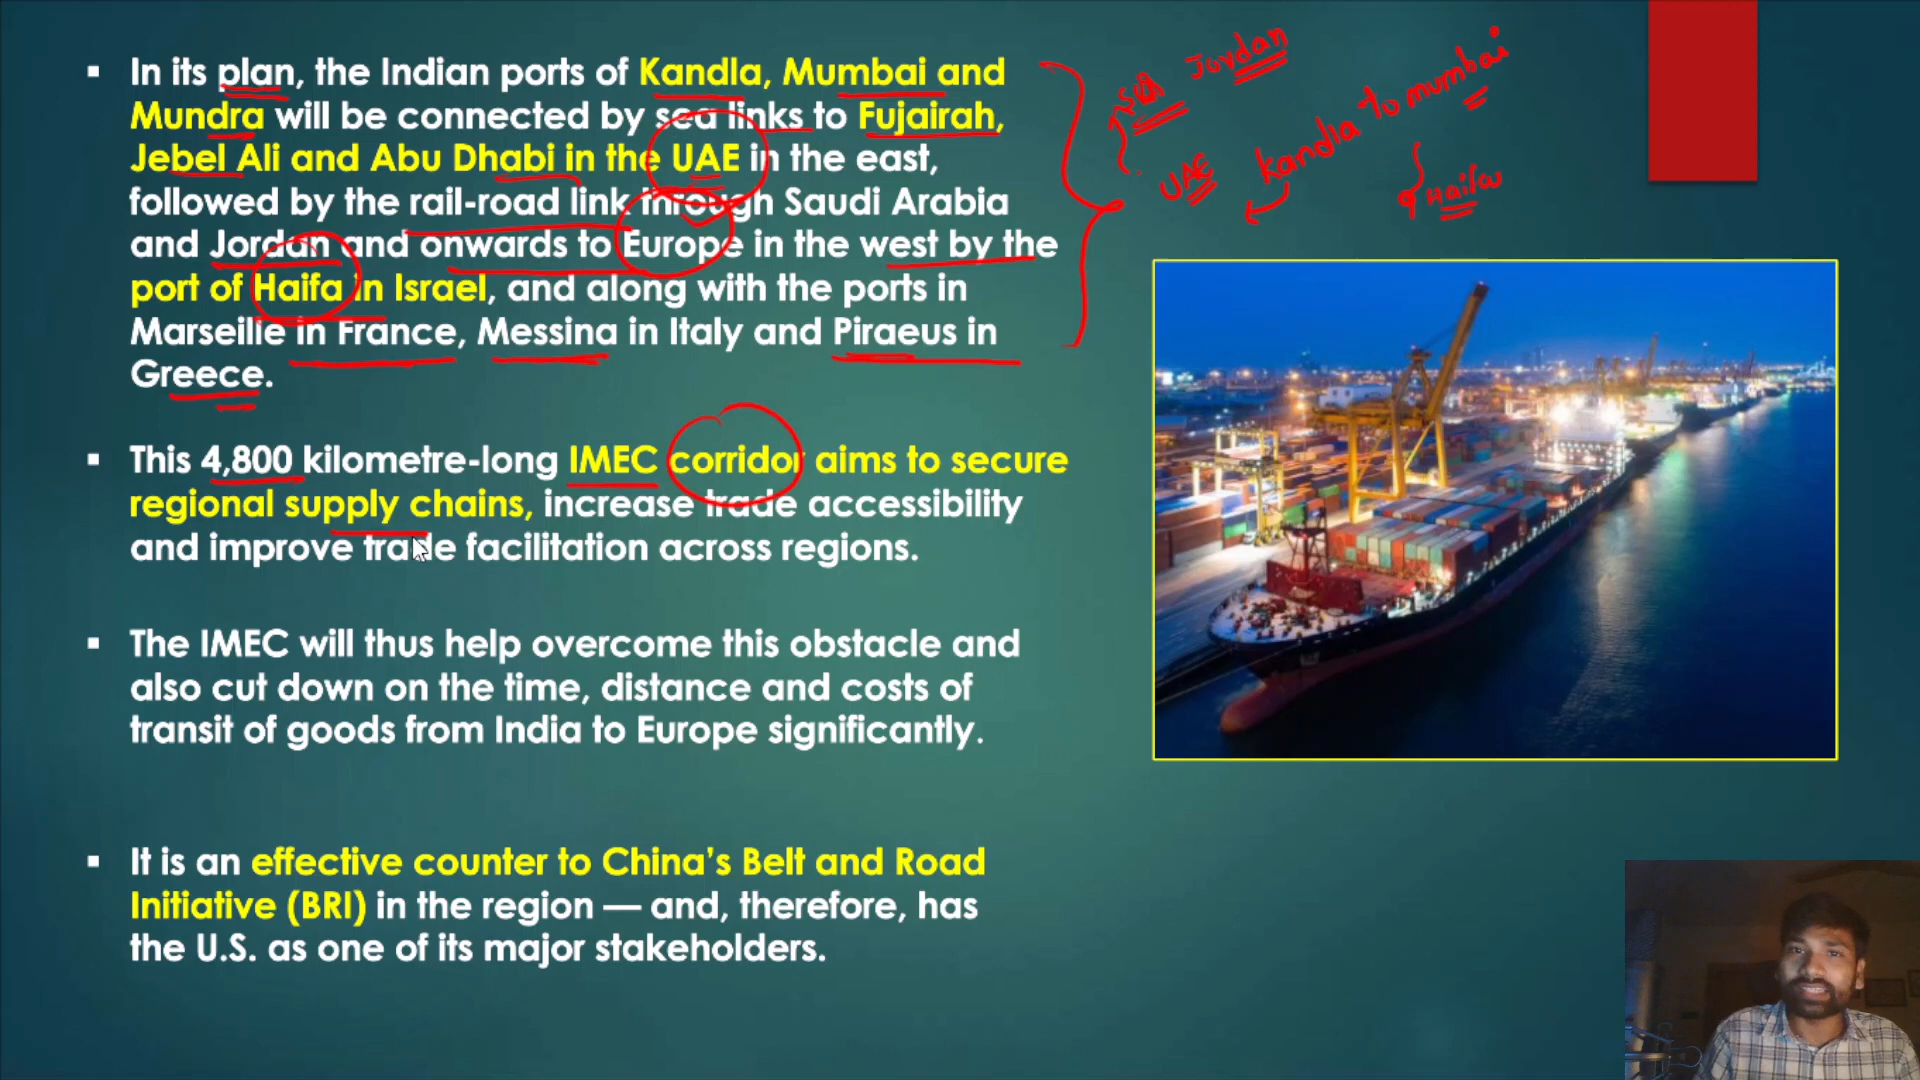 In its plan, the Indian ports of Kandla, Mumbai and
Mundra will be connected by sea links to Fujairah,
Jebel Ali and Abu Dhabi in the UAE in the east,
followed by the rail-road link through Saudi Arabia
and Jordan and onwards to Europe in the west by the
port of Haifa in Israel, and along with the ports in
Marseille in France, Messina in Italy and Piraeus in
Greece.
This 4,800 kilometre-long IMEC corridor aims to secure
regional supply chains, increase trade accessibility
and improve trade facilitation across regions.
The IMEC will thus help overcome this obstacle and
also cut down on the time, distance and costs of
transit of goods from India to Europe significantly.
It is an effective counter to China’s Belt and Road
Initiative (BRI) in the region — and, therefore, has
the U.S. as one of its major stakeholders.
Jordan
UAE
Kandla to mumbai
Haifa